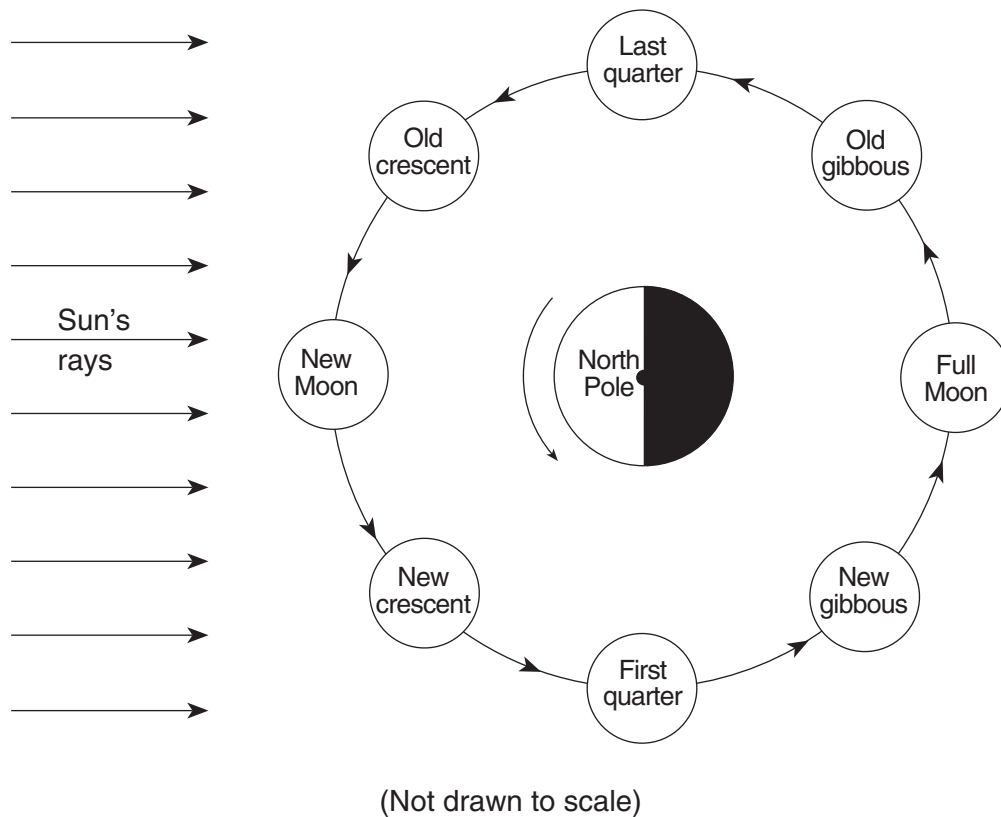 Last
quarter
Old
crescent
Old
gibbous
Sun's
rays
New
Moon
North
Pole
Full
Moon
New
crescent
New
gibbous
First
quarter
(Not drawn to scale)